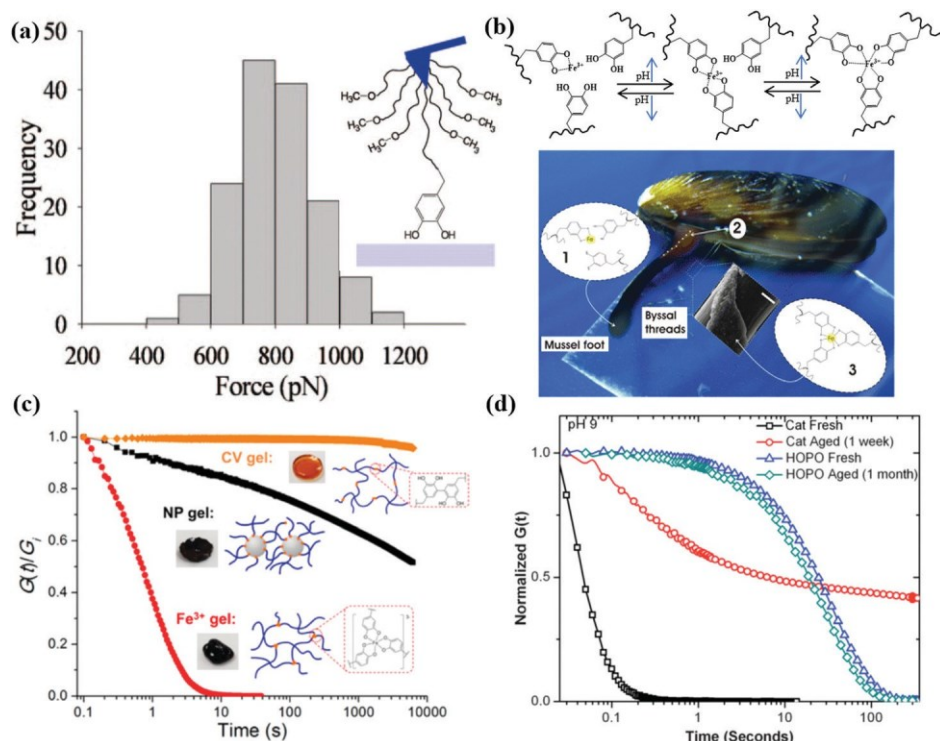 (a)
50
40
30
20
10
0
Frequency
200 400 600 800 1000 1200
Force (pN)
CH₃
CH₃
CH₃
H₃C
H₃C
H₃C
O
O
O
O
O
O
HO
OH
(b)
Fe³⁺
HO OH
OH OH
pH
pH
Fe³⁺
HO OH
pH
pH
Fe³⁺
1
2
Mussel foot
Byssal
threads
3
(c)
1.0
0.8
0.6
0.4
0.2
0.0
G(t)/Gᵢ
CV gel:
NP gel:
Fe³⁺ gel:
0.1 1 10 100 1000 10000
Time (s)
(d)
pH 9
Cat Fresh
Cat Aged (1 week)
HOPO Fresh
HOPO Aged (1 month)
1.0
0.5
0.0
Normalized G(t)
0.1 1 10 100
Time (Seconds)